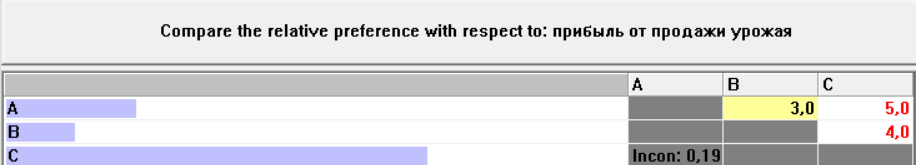 Compare the relative preference with respect to: прибыль от продажи урожая
A B C
A 3,0 5,0
B 4,0
C Incon: 0,19